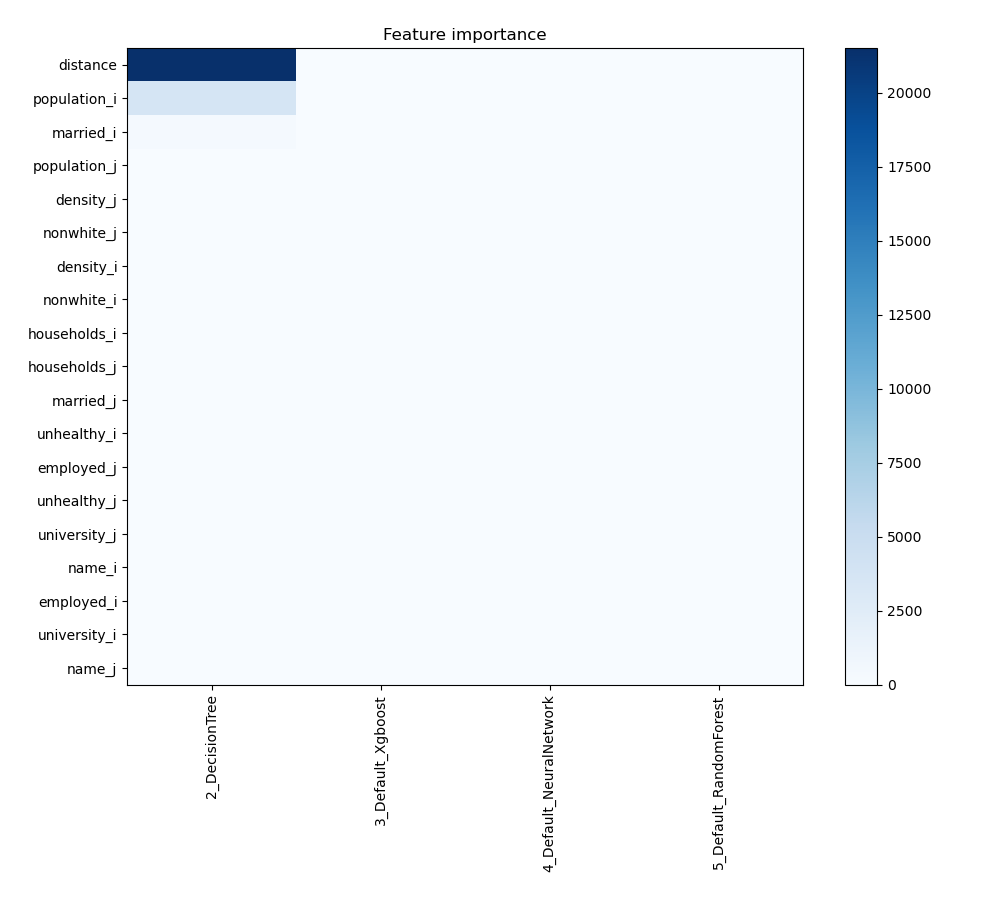 Feature importance
distance
population_i
married_i
population_j
density_j
nonwhite_j
density_i
nonwhite_i
households_i
households_j
married_j
unhealthy_i
employed_j
unhealthy_j
university_j
name_i
employed_i
university_i
name_j
2_DecisionTree
3_Default_Xgboost
4_Default_NeuralNetwork
5_Default_RandomForest
20000
17500
15000
12500
10000
7500
5000
2500
0